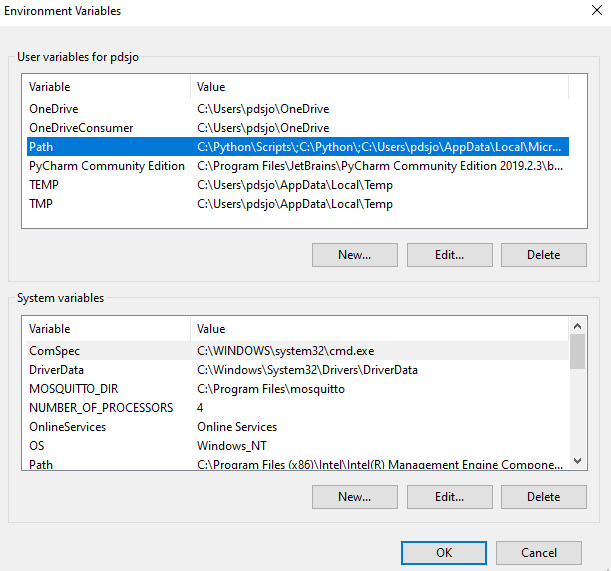 Environment Variables
User variables for pdsjo
Variable Value
OneDrive C:\Users\pdsjo\OneDrive
OneDriveConsumer C:\Users\pdsjo\OneDrive
Path C:\Python\Scripts\;C:\Python\;C:\Users\pdsjo\AppData\Local\Micr...
PyCharm Community Edition C:\Program Files\JetBrains\PyCharm Community Edition 2019.2.3\b...
TEMP C:\Users\pdsjo\AppData\Local\Temp
TMP C:\Users\pdsjo\AppData\Local\Temp
New... Edit... Delete
System variables
Variable Value
ComSpec C:\WINDOWS\system32\cmd.exe
DriverData C:\Windows\System32\Drivers\DriverData
MOSQUITTO_DIR C:\Program Files\mosquitto
NUMBER_OF_PROCESSORS 4
OnlineServices Online Services
OS Windows_NT
Path C:\Program Files (x86)\Intel\Intel(R) Management Engine Compone...
New... Edit... Delete
OK Cancel